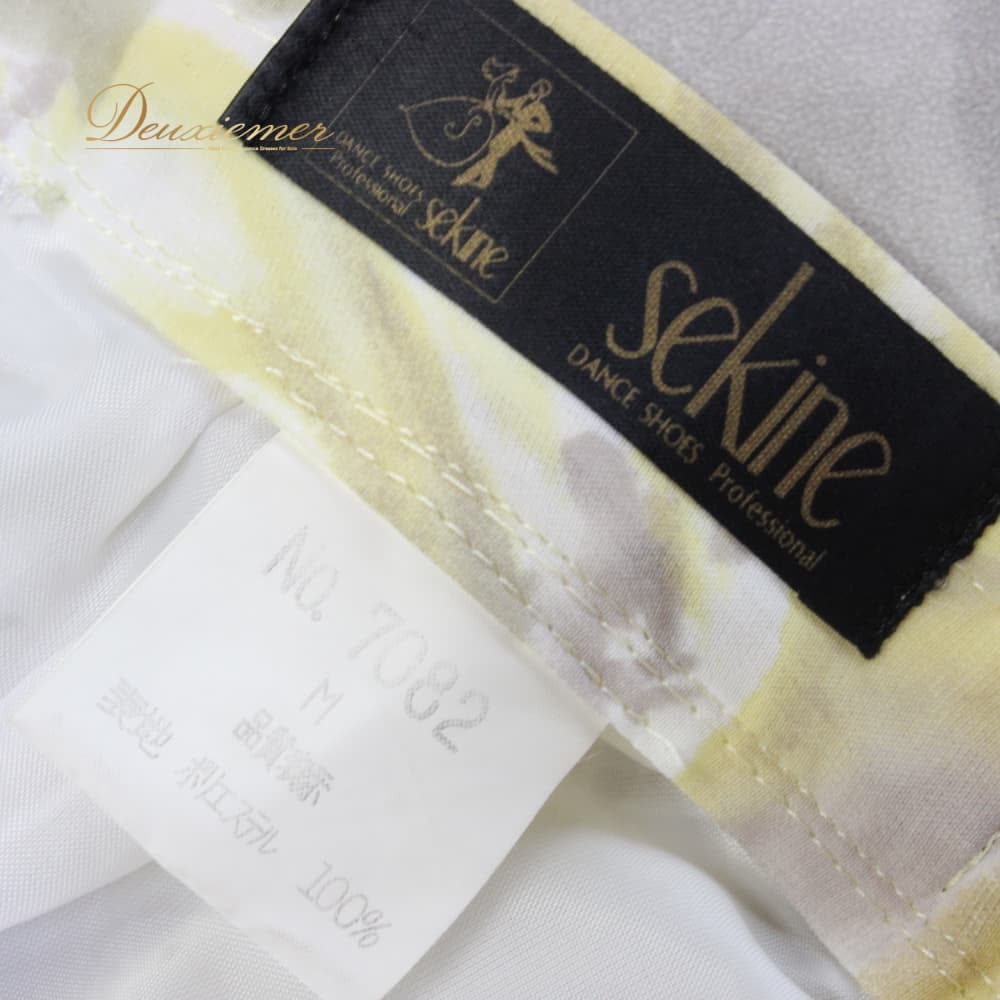 Deuxiemer
DANCE SHOES
Professional
sekine
sekine
DANCE SHOES Professional
No. 7082
M
品質表示
表地 ポリエステル 100%